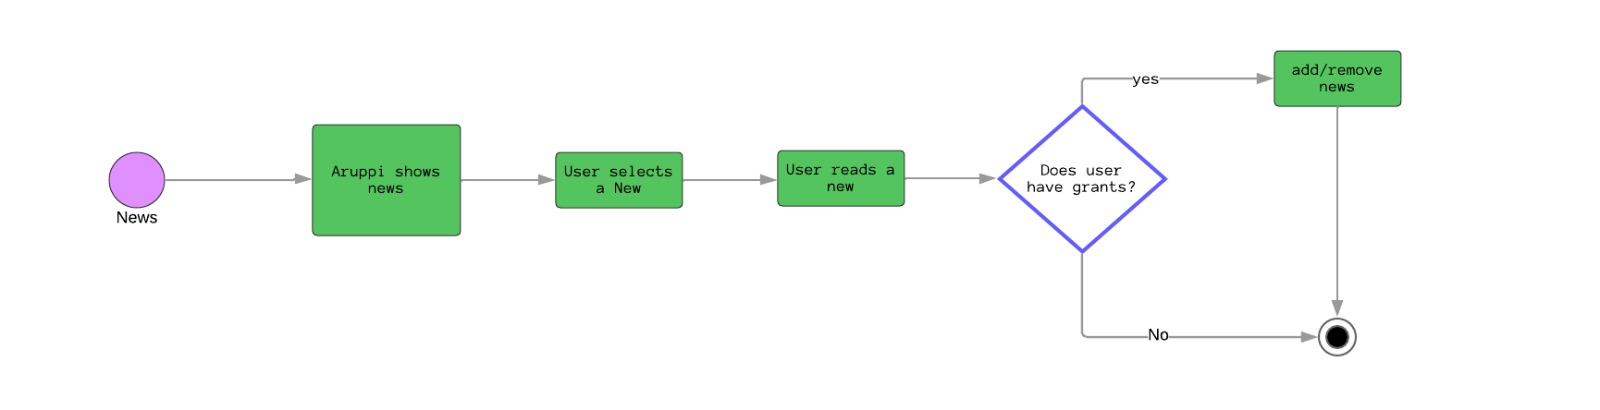 News
Aruppi shows
news
User selects
a New
User reads a
new
Does user
have grants?
yes
add/remove
news
No